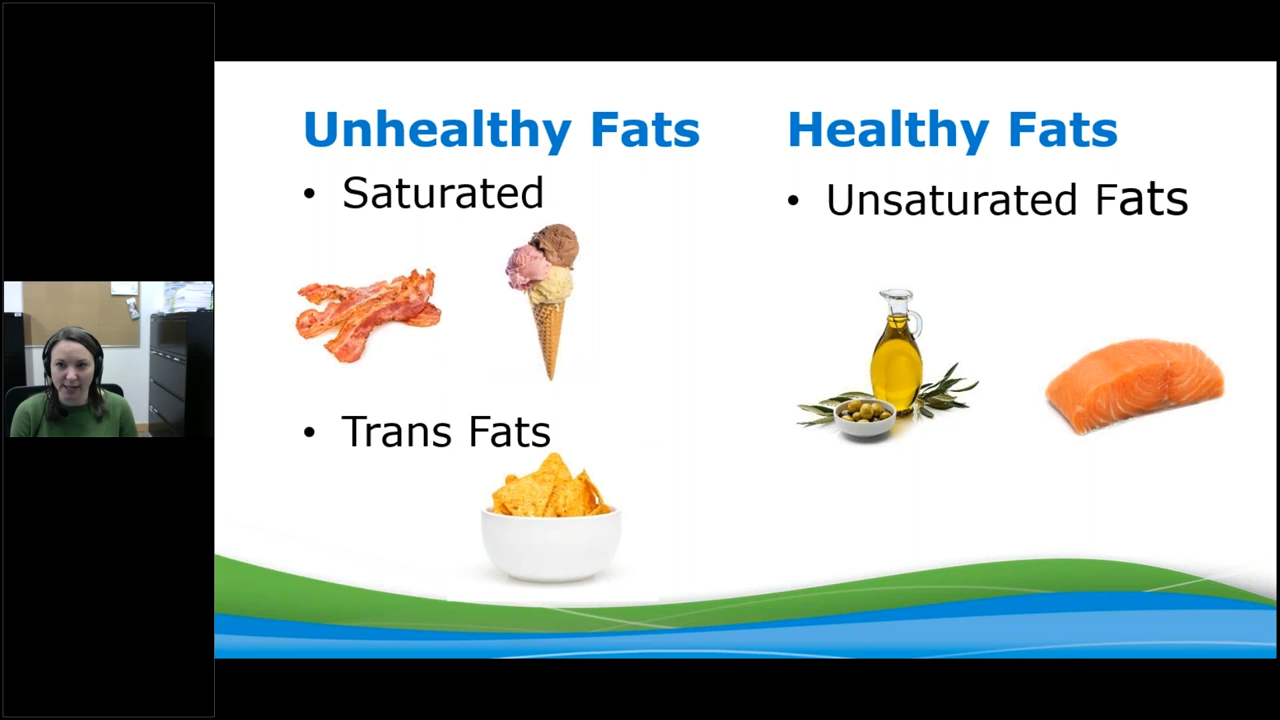 Unhealthy Fats
• Saturated
• Trans Fats
Healthy Fats
• Unsaturated Fats